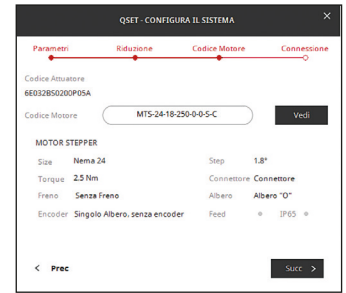 QSET - CONFIGURA IL SISTEMA
Parametri Riduzione Codice Motore Connessione
Codice Attuatore
6E032BS0200P05A
Codice Motore MTS-24-18-250-0-0-S-C Vedi
MOTOR STEPPER
Size Nema 24 Step 1.8°
Torque 2.5 Nm Connettore Connettore
Freno Senza Freno Albero Albero "O"
Encoder Singolo Albero, senza encoder Feed IP65
< Prec Succ >